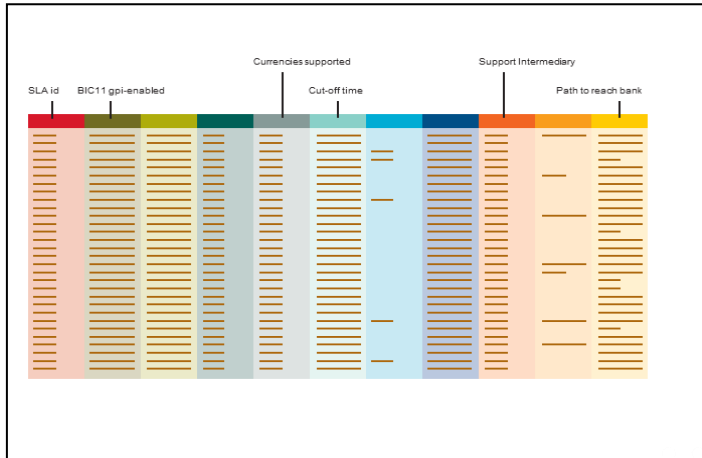 Currencies supported
Support Intermediary
SLA id
BIC11 gpi-enabled
Cut-off time
Path to reach bank